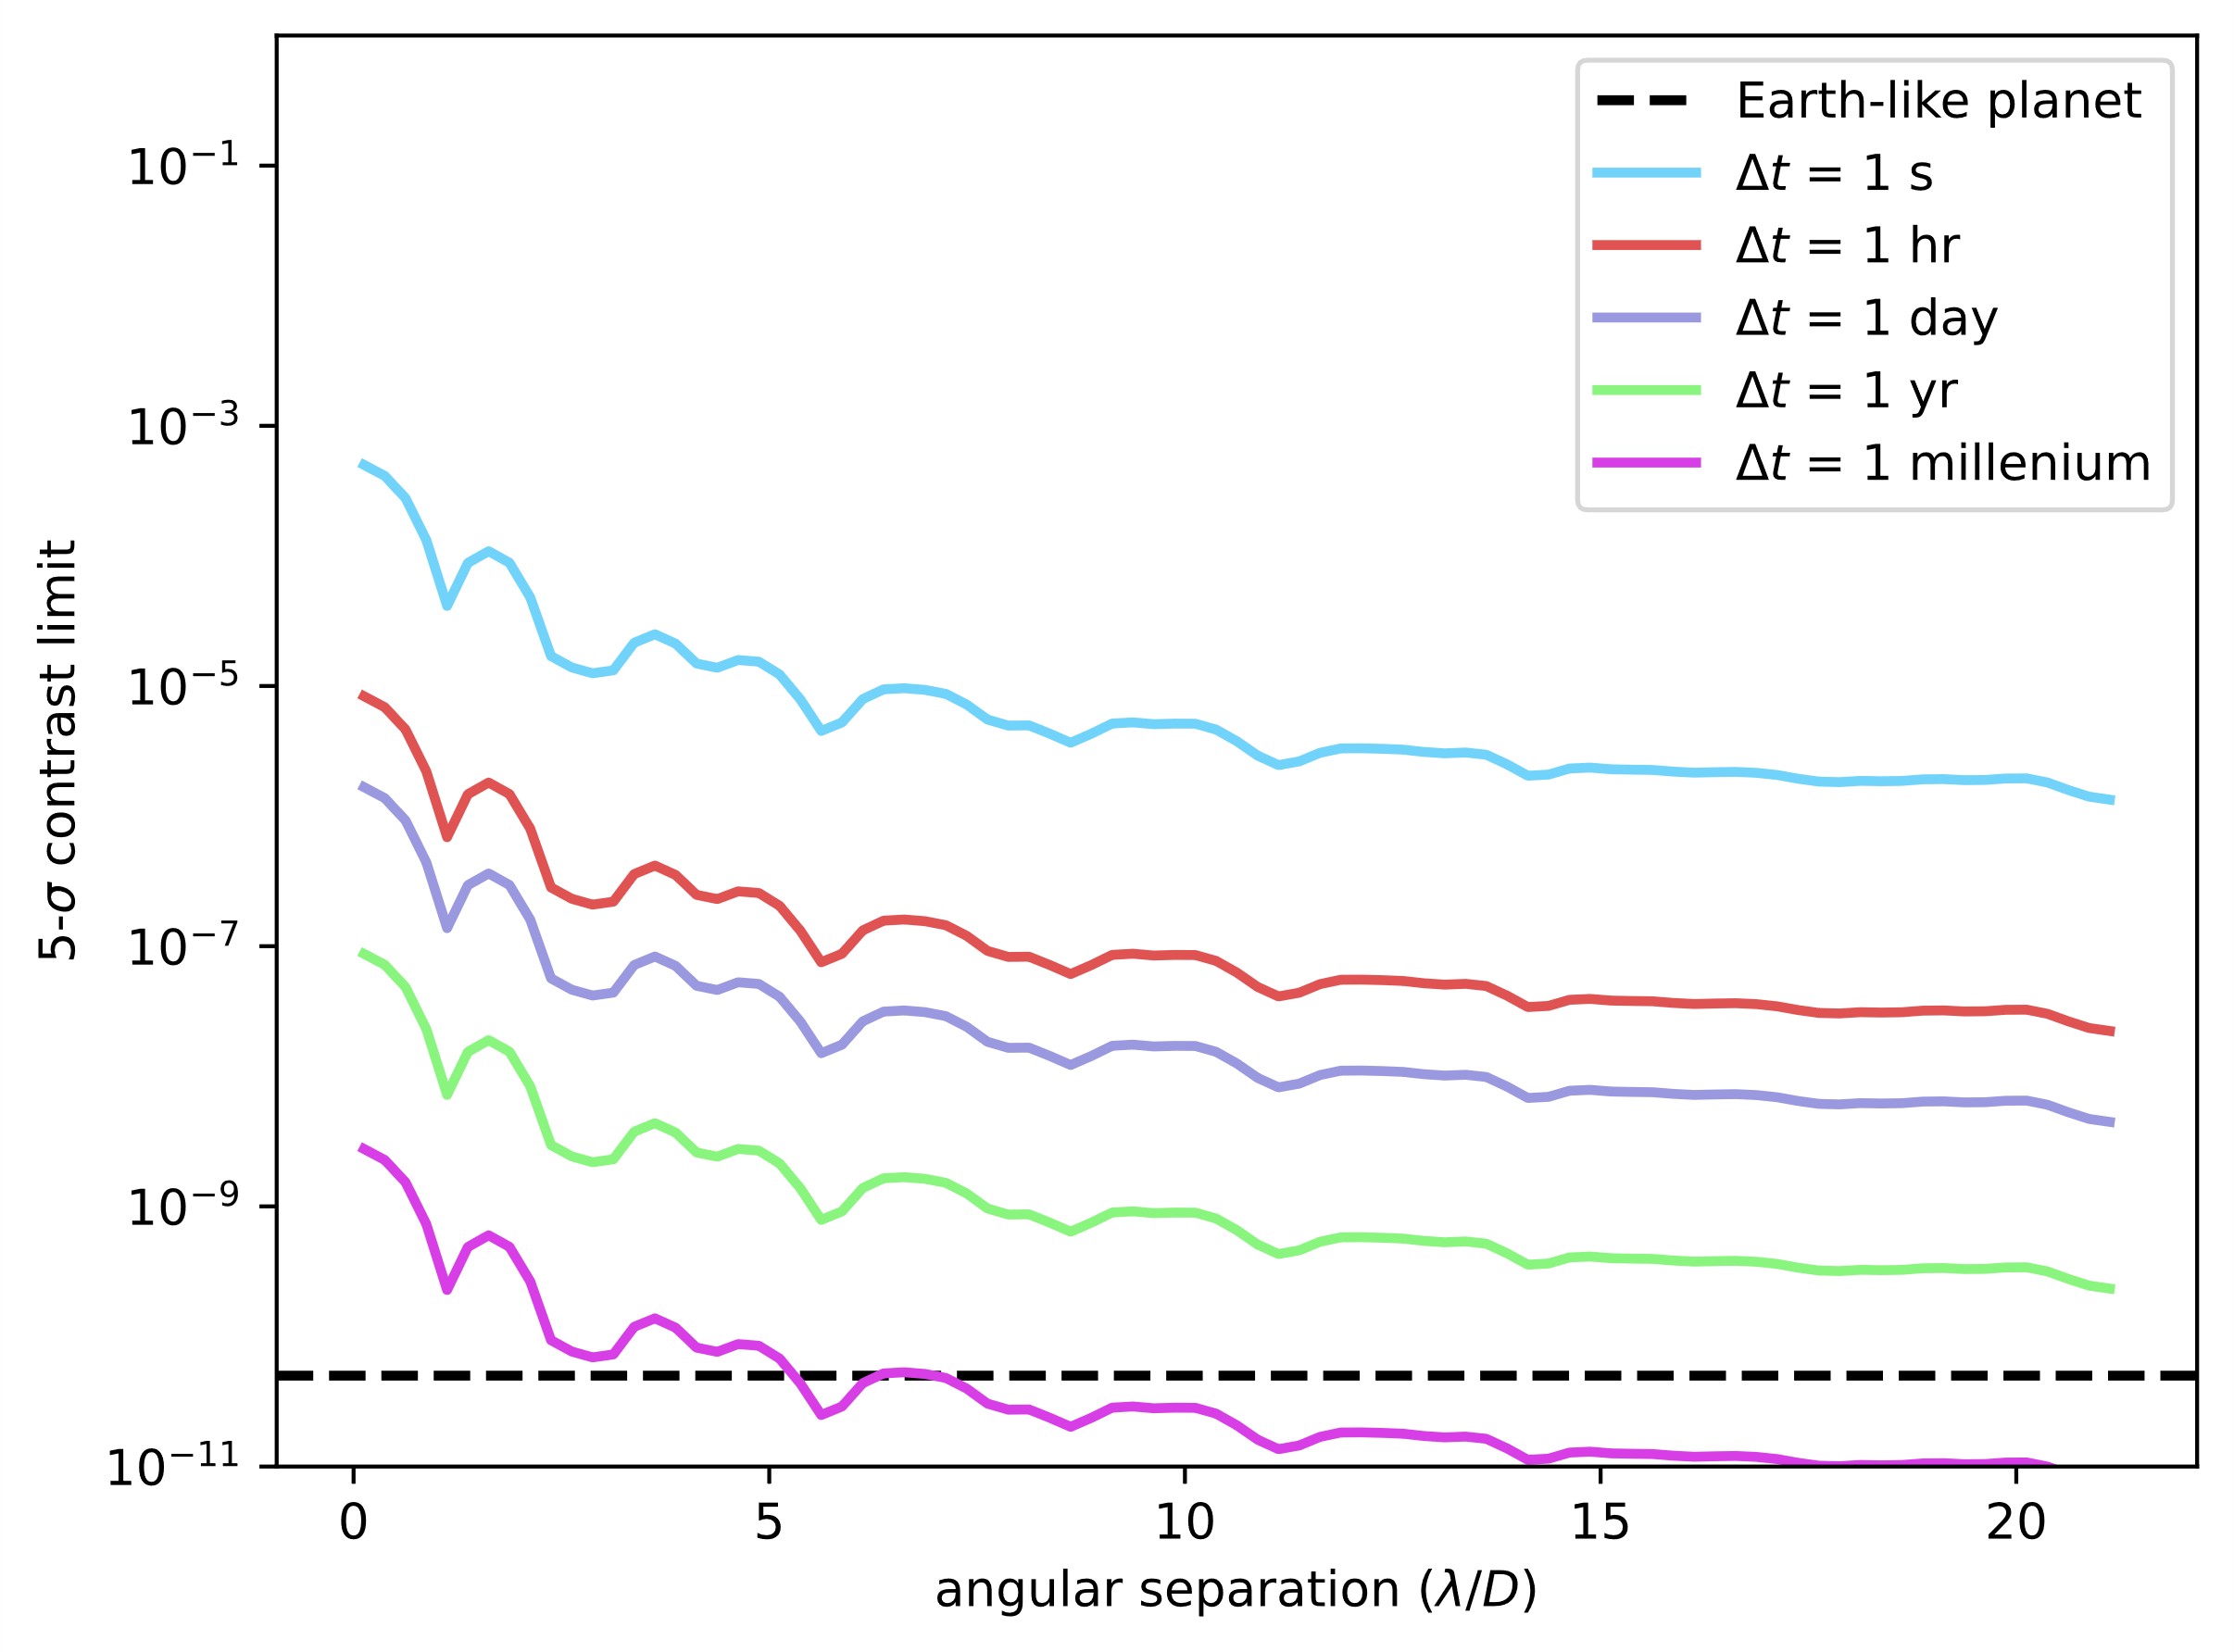 5-σ contrast limit
10⁻¹
10⁻³
10⁻⁵
10⁻⁷
10⁻⁹
10⁻¹¹
Earth-like planet
Δt = 1 s
Δt = 1 hr
Δt = 1 day
Δt = 1 yr
Δt = 1 millenium
0 5 10 15 20
angular separation (λ/D)